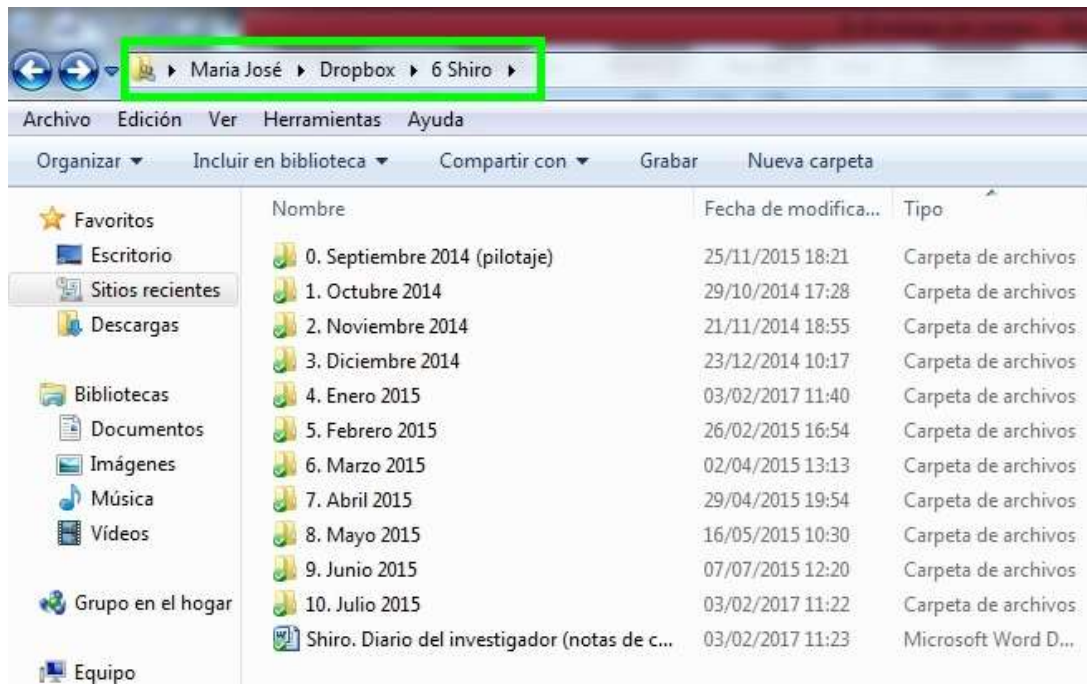 Maria José ▸ Dropbox ▸ 6 Shiro ▸
Archivo Edición Ver Herramientas Ayuda
Organizar Incluir en biblioteca Compartir con Grabar Nueva carpeta
Favoritos
Escritorio
Sitios recientes
Descargas
Bibliotecas
Documentos
Imágenes
Música
Vídeos
Grupo en el hogar
Equipo
Nombre Fecha de modifica... Tipo
0. Septiembre 2014 (pilotaje) 25/11/2015 18:21 Carpeta de archivos
1. Octubre 2014 29/10/2014 17:28 Carpeta de archivos
2. Noviembre 2014 21/11/2014 18:55 Carpeta de archivos
3. Diciembre 2014 23/12/2014 10:17 Carpeta de archivos
4. Enero 2015 03/02/2017 11:40 Carpeta de archivos
5. Febrero 2015 26/02/2015 16:54 Carpeta de archivos
6. Marzo 2015 02/04/2015 13:13 Carpeta de archivos
7. Abril 2015 29/04/2015 19:54 Carpeta de archivos
8. Mayo 2015 16/05/2015 10:30 Carpeta de archivos
9. Junio 2015 07/07/2015 12:20 Carpeta de archivos
10. Julio 2015 03/02/2017 11:22 Carpeta de archivos
Shiro. Diario del investigador (notas de c... 03/02/2017 11:23 Microsoft Word D...